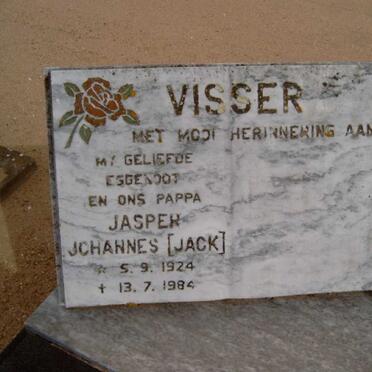 VISSER
MET MOOI HERINNERING AAN
MY GELIEFDE
ESGENOOT
EN ONS PAPPA
JASPER
JOHANNES [JACK]
☆ 5. 9. 1924
✝ 13. 7. 1984